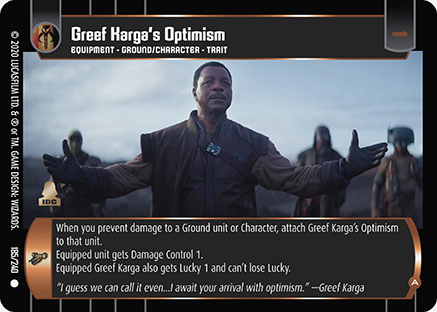 Greef Karga's Optimism
EQUIPMENT - GROUND/CHARACTER - TRAIT
© 2020 LUCASFILM LTD. & ® or TM. GAME DESIGN: WIZARDS.
185/240
IDC
When you prevent damage to a Ground unit or Character, attach Greef Karga's Optimism
to that unit.
Equipped unit gets Damage Control 1.
Equipped Greef Karga also gets Lucky 1 and can't lose Lucky.
"I guess we can call it even...I await your arrival with optimism." —Greef Karga
A